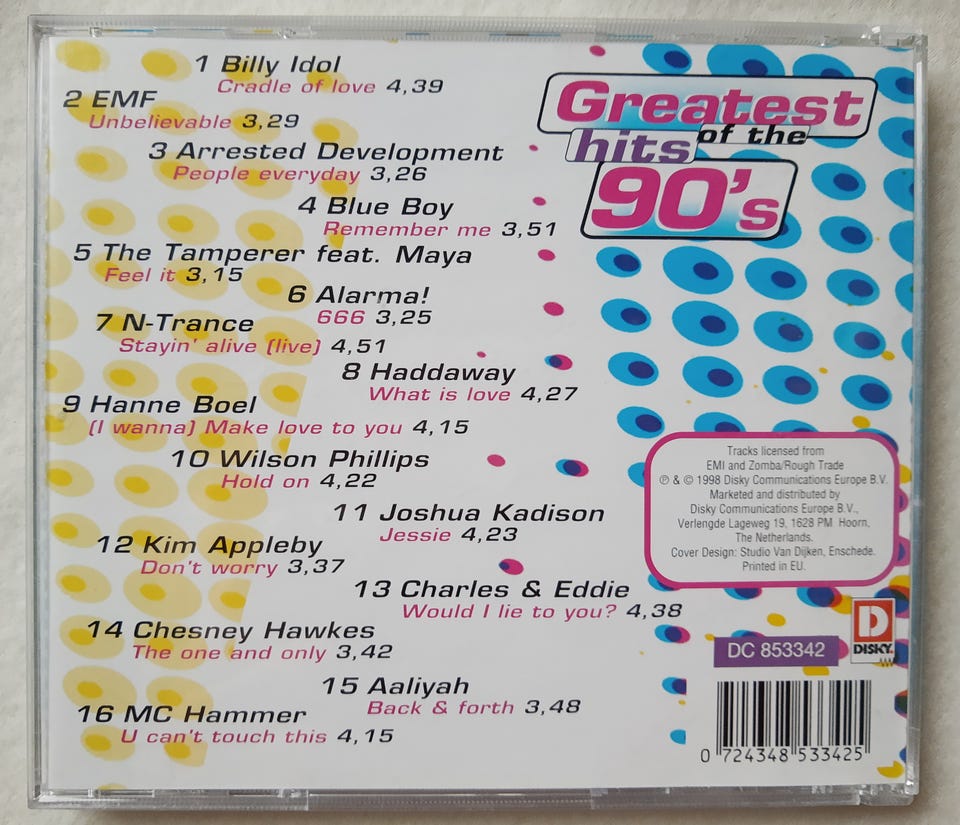 1 Billy Idol
Cradle of love 4,39
2 EMF
Unbelievable 3,29
3 Arrested Development
People everyday 3,26
4 Blue Boy
Remember me 3,51
5 The Tamperer feat. Maya
Feel it 3,15
6 Alarma!
666 3,25
7 N-Trance
Stayin' alive (live) 4,51
8 Haddaway
What is love 4,27
9 Hanne Boel
(I wanna) Make love to you 4,15
10 Wilson Phillips
Hold on 4,22
11 Joshua Kadison
Jessie 4,23
12 Kim Appleby
Don't worry 3,37
13 Charles & Eddie
Would I lie to you? 4,38
14 Chesney Hawkes
The one and only 3,42
15 Aaliyah
Back & forth 3,48
16 MC Hammer
U can't touch this 4,15
Greatest
hits of the
90's
Tracks licensed from
EMI and Zomba/Rough Trade
℗ & © 1998 Disky Communications Europe B.V.
Marketed and distributed by
Disky Communications Europe B.V.,
Verlengde Lageweg 19, 1628 PM Hoorn,
The Netherlands.
Cover Design: Studio Van Dijken, Enschede.
Printed in EU.
DC 853342
D
DISKY
0 724348 533425